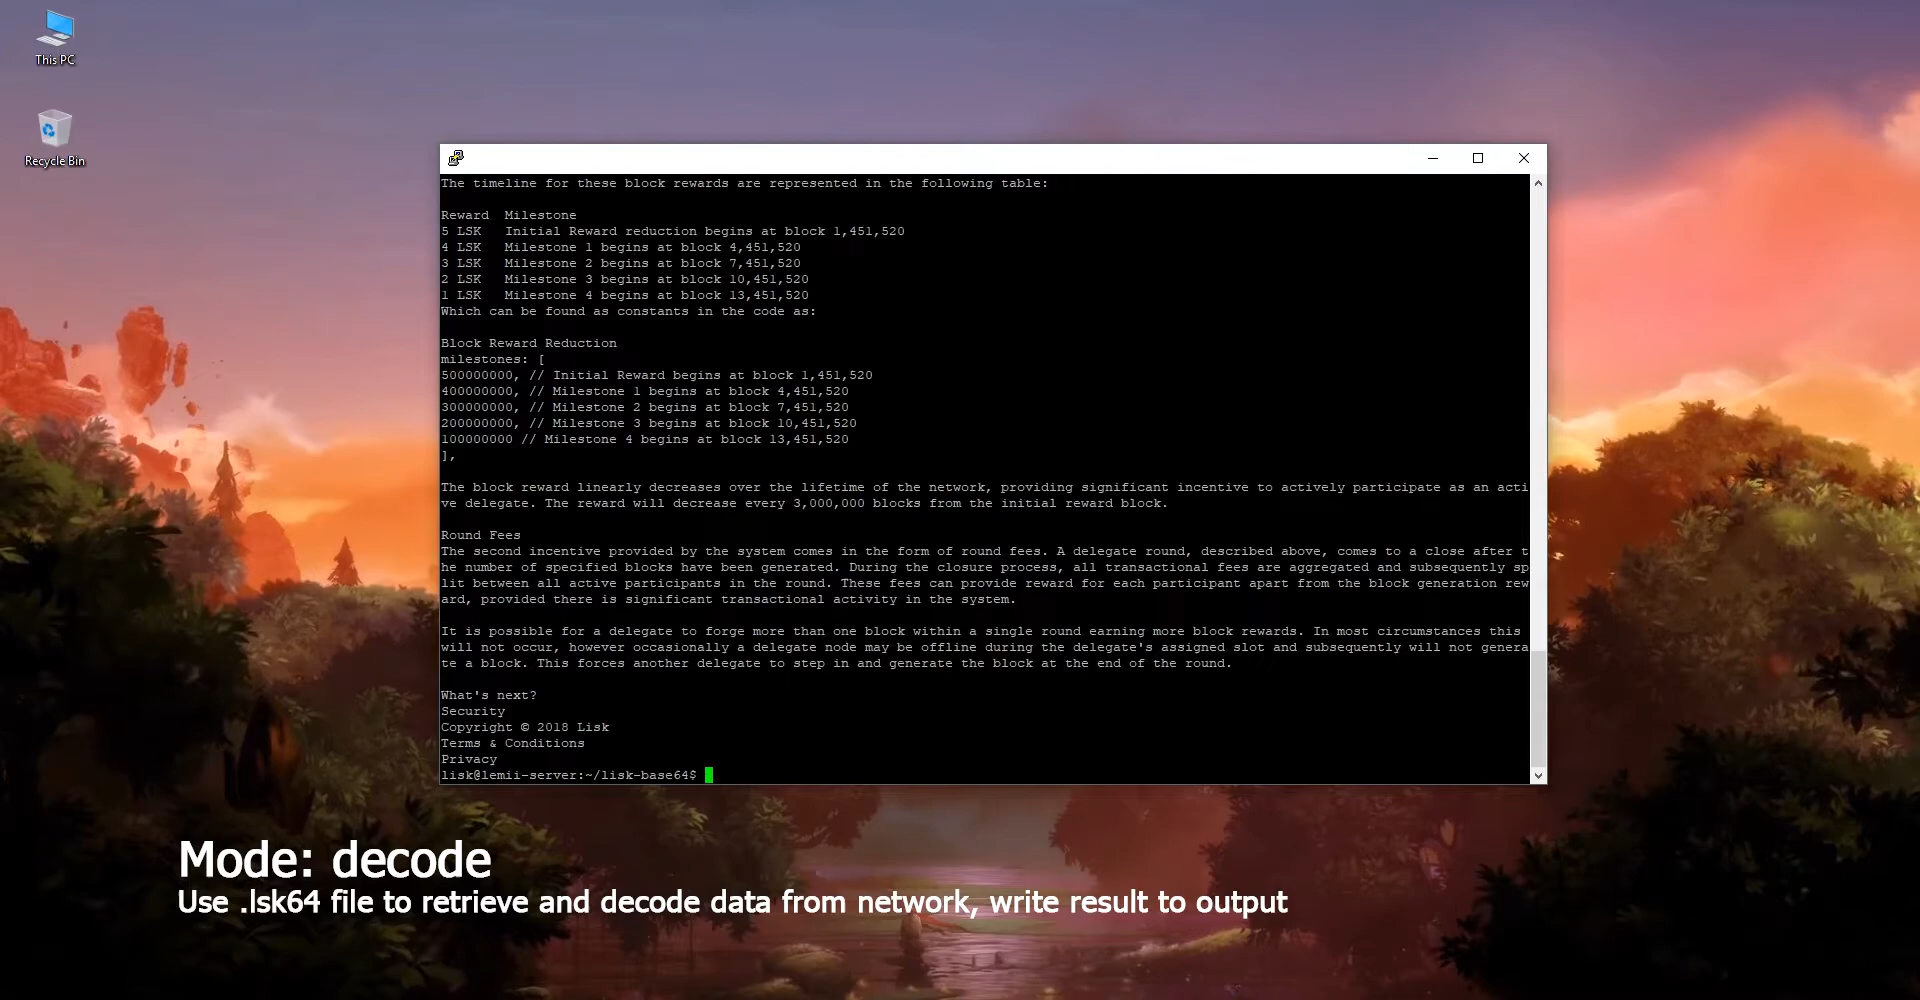 This PC
Recycle Bin
The timeline for these block rewards are represented in the following table:
Reward  Milestone
5 LSK   Initial Reward reduction begins at block 1,451,520
4 LSK   Milestone 1 begins at block 4,451,520
3 LSK   Milestone 2 begins at block 7,451,520
2 LSK   Milestone 3 begins at block 10,451,520
1 LSK   Milestone 4 begins at block 13,451,520
Which can be found as constants in the code as:
Block Reward Reduction
milestones: [
500000000, // Initial Reward begins at block 1,451,520
400000000, // Milestone 1 begins at block 4,451,520
300000000, // Milestone 2 begins at block 7,451,520
200000000, // Milestone 3 begins at block 10,451,520
100000000 // Milestone 4 begins at block 13,451,520
],
The block reward linearly decreases over the lifetime of the network, providing significant incentive to actively participate as an acti
ve delegate. The reward will decrease every 3,000,000 blocks from the initial reward block.
Round Fees
The second incentive provided by the system comes in the form of round fees. A delegate round, described above, comes to a close after t
he number of specified blocks have been generated. During the closure process, all transactional fees are aggregated and subsequently sp
lit between all active participants in the round. These fees can provide reward for each participant apart from the block generation rew
ard, provided there is significant transactional activity in the system.
It is possible for a delegate to forge more than one block within a single round earning more block rewards. In most circumstances this
will not occur, however occasionally a delegate node may be offline during the delegate's assigned slot and subsequently will not genera
te a block. This forces another delegate to step in and generate the block at the end of the round.
What's next?
Security
Copyright © 2018 Lisk
Terms & Conditions
Privacy
lisk@lemii-server:~/lisk-base64$
Mode: decode
Use .lsk64 file to retrieve and decode data from network, write result to output